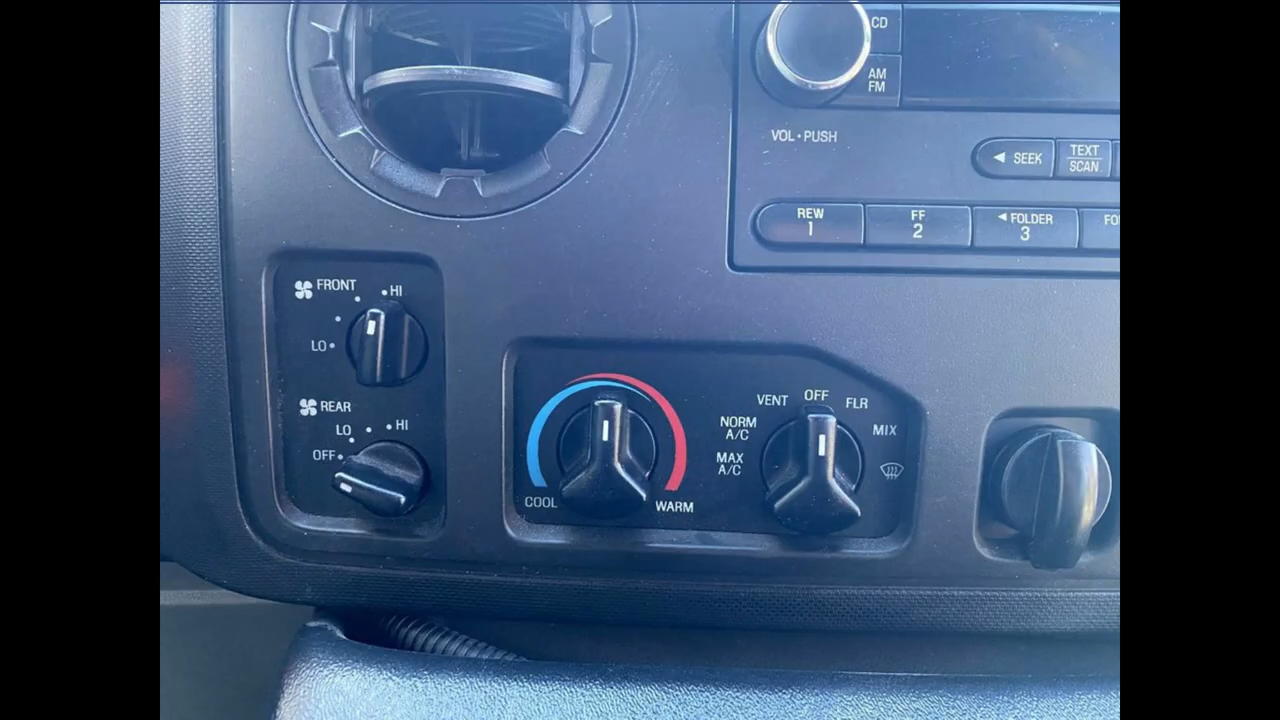 CD
AM
FM
VOL•PUSH
◄ SEEK
TEXT
SCAN
REW
1
FF
2
◄ FOLDER
3
FO
FRONT
HI
LO
REAR
LO
HI
OFF
COOL
WARM
MAX
A/C
NORM
A/C
VENT
OFF
FLR
MIX